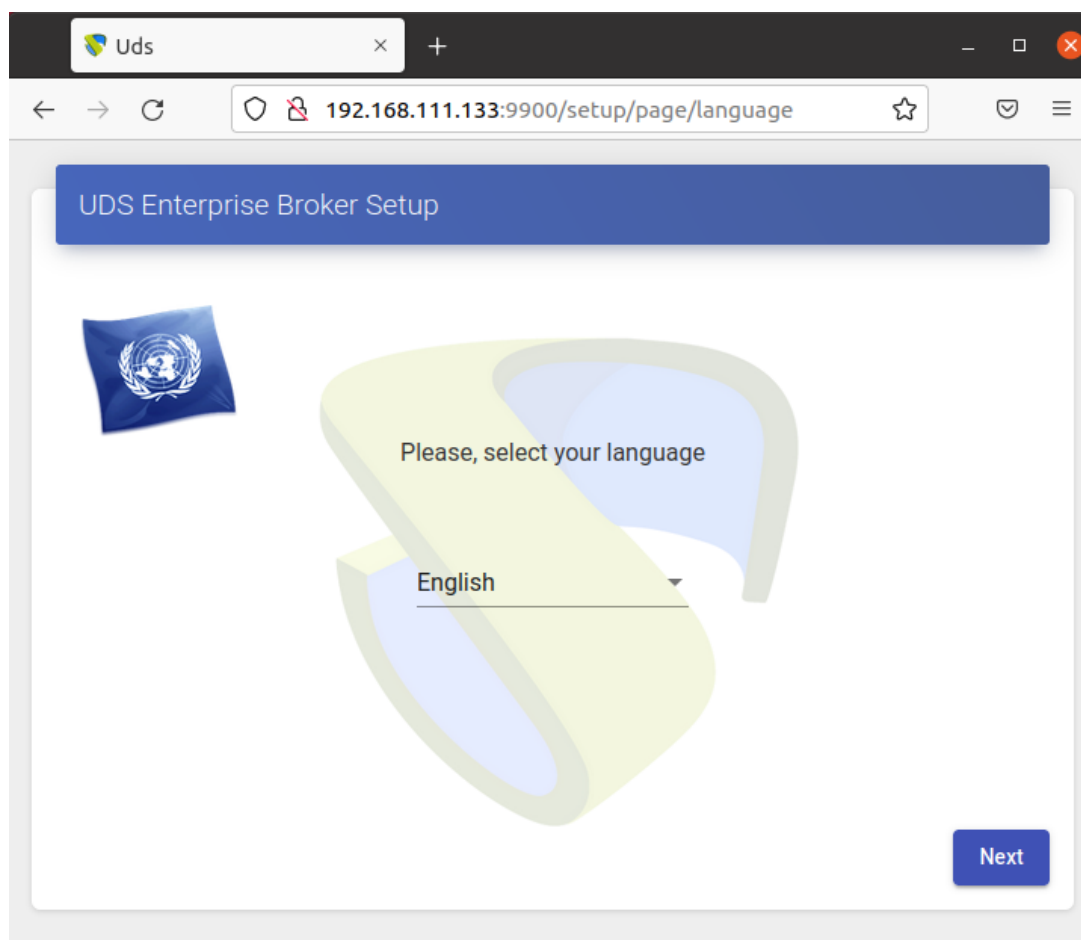 Uds
192.168.111.133:9900/setup/page/language
UDS Enterprise Broker Setup
Please, select your language
English
Next